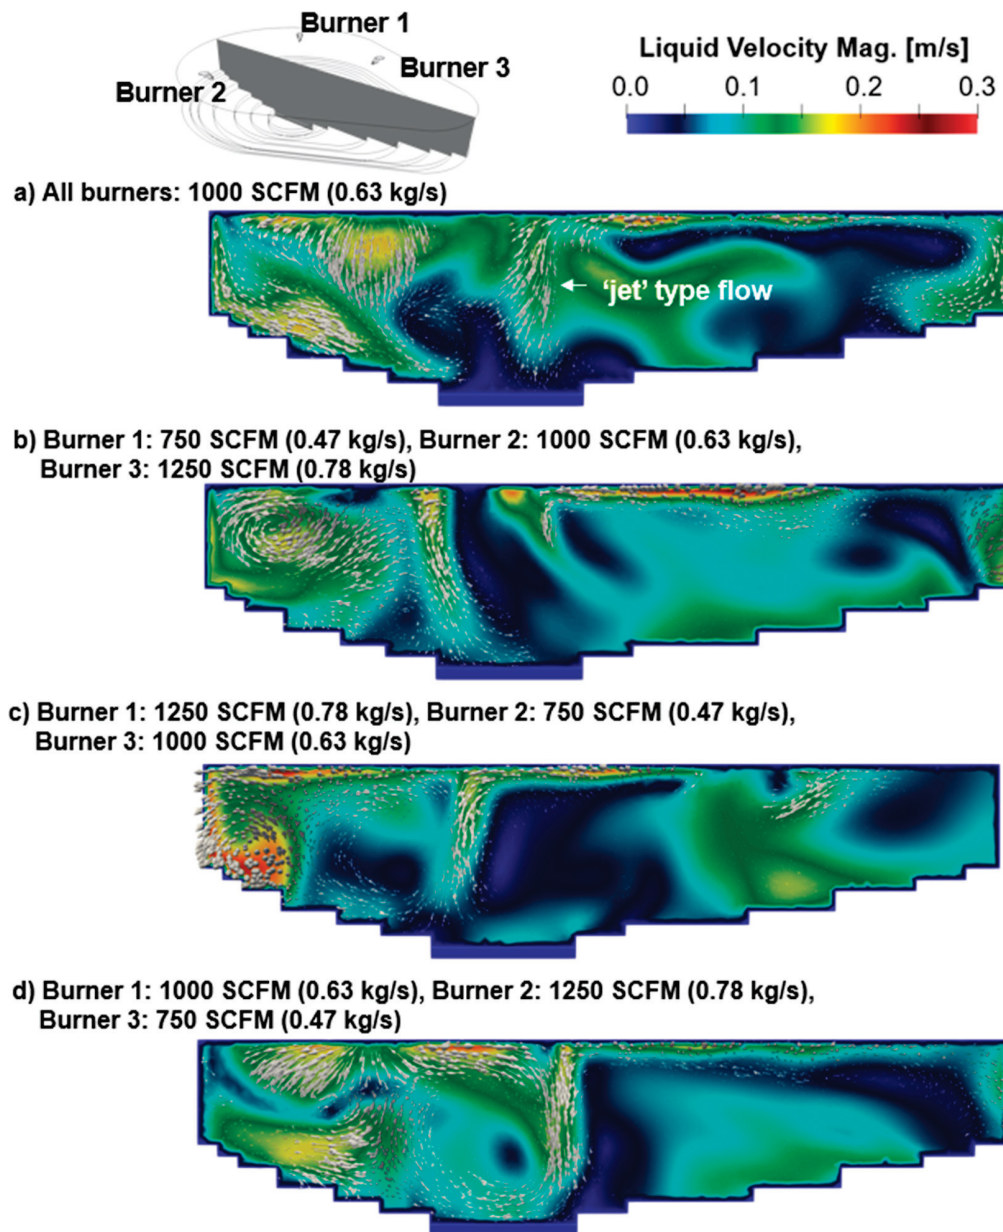 Burner 1
Burner 3
Burner 2
Liquid Velocity Mag. [m/s]
0.0 0.1 0.2 0.3
a) All burners: 1000 SCFM (0.63 kg/s)
'jet' type flow
b) Burner 1: 750 SCFM (0.47 kg/s), Burner 2: 1000 SCFM (0.63 kg/s),
Burner 3: 1250 SCFM (0.78 kg/s)
c) Burner 1: 1250 SCFM (0.78 kg/s), Burner 2: 750 SCFM (0.47 kg/s),
Burner 3: 1000 SCFM (0.63 kg/s)
d) Burner 1: 1000 SCFM (0.63 kg/s), Burner 2: 1250 SCFM (0.78 kg/s),
Burner 3: 750 SCFM (0.47 kg/s)